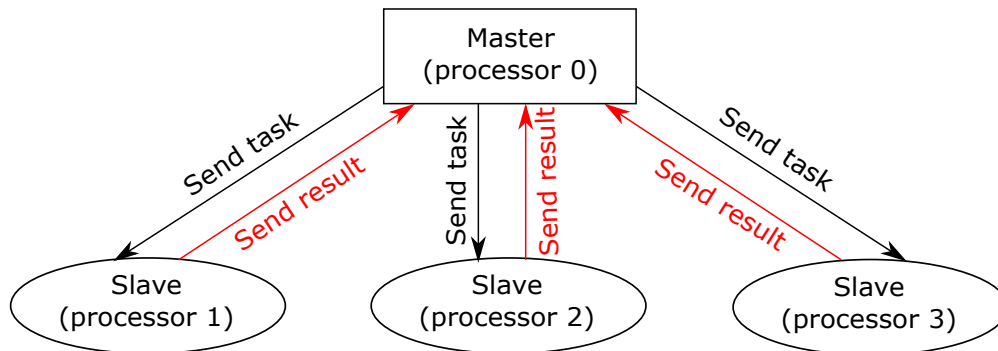 Master
(processor 0)
Send task
Send result
Send task
Send result
Send task
Send result
Slave
(processor 1)
Slave
(processor 2)
Slave
(processor 3)